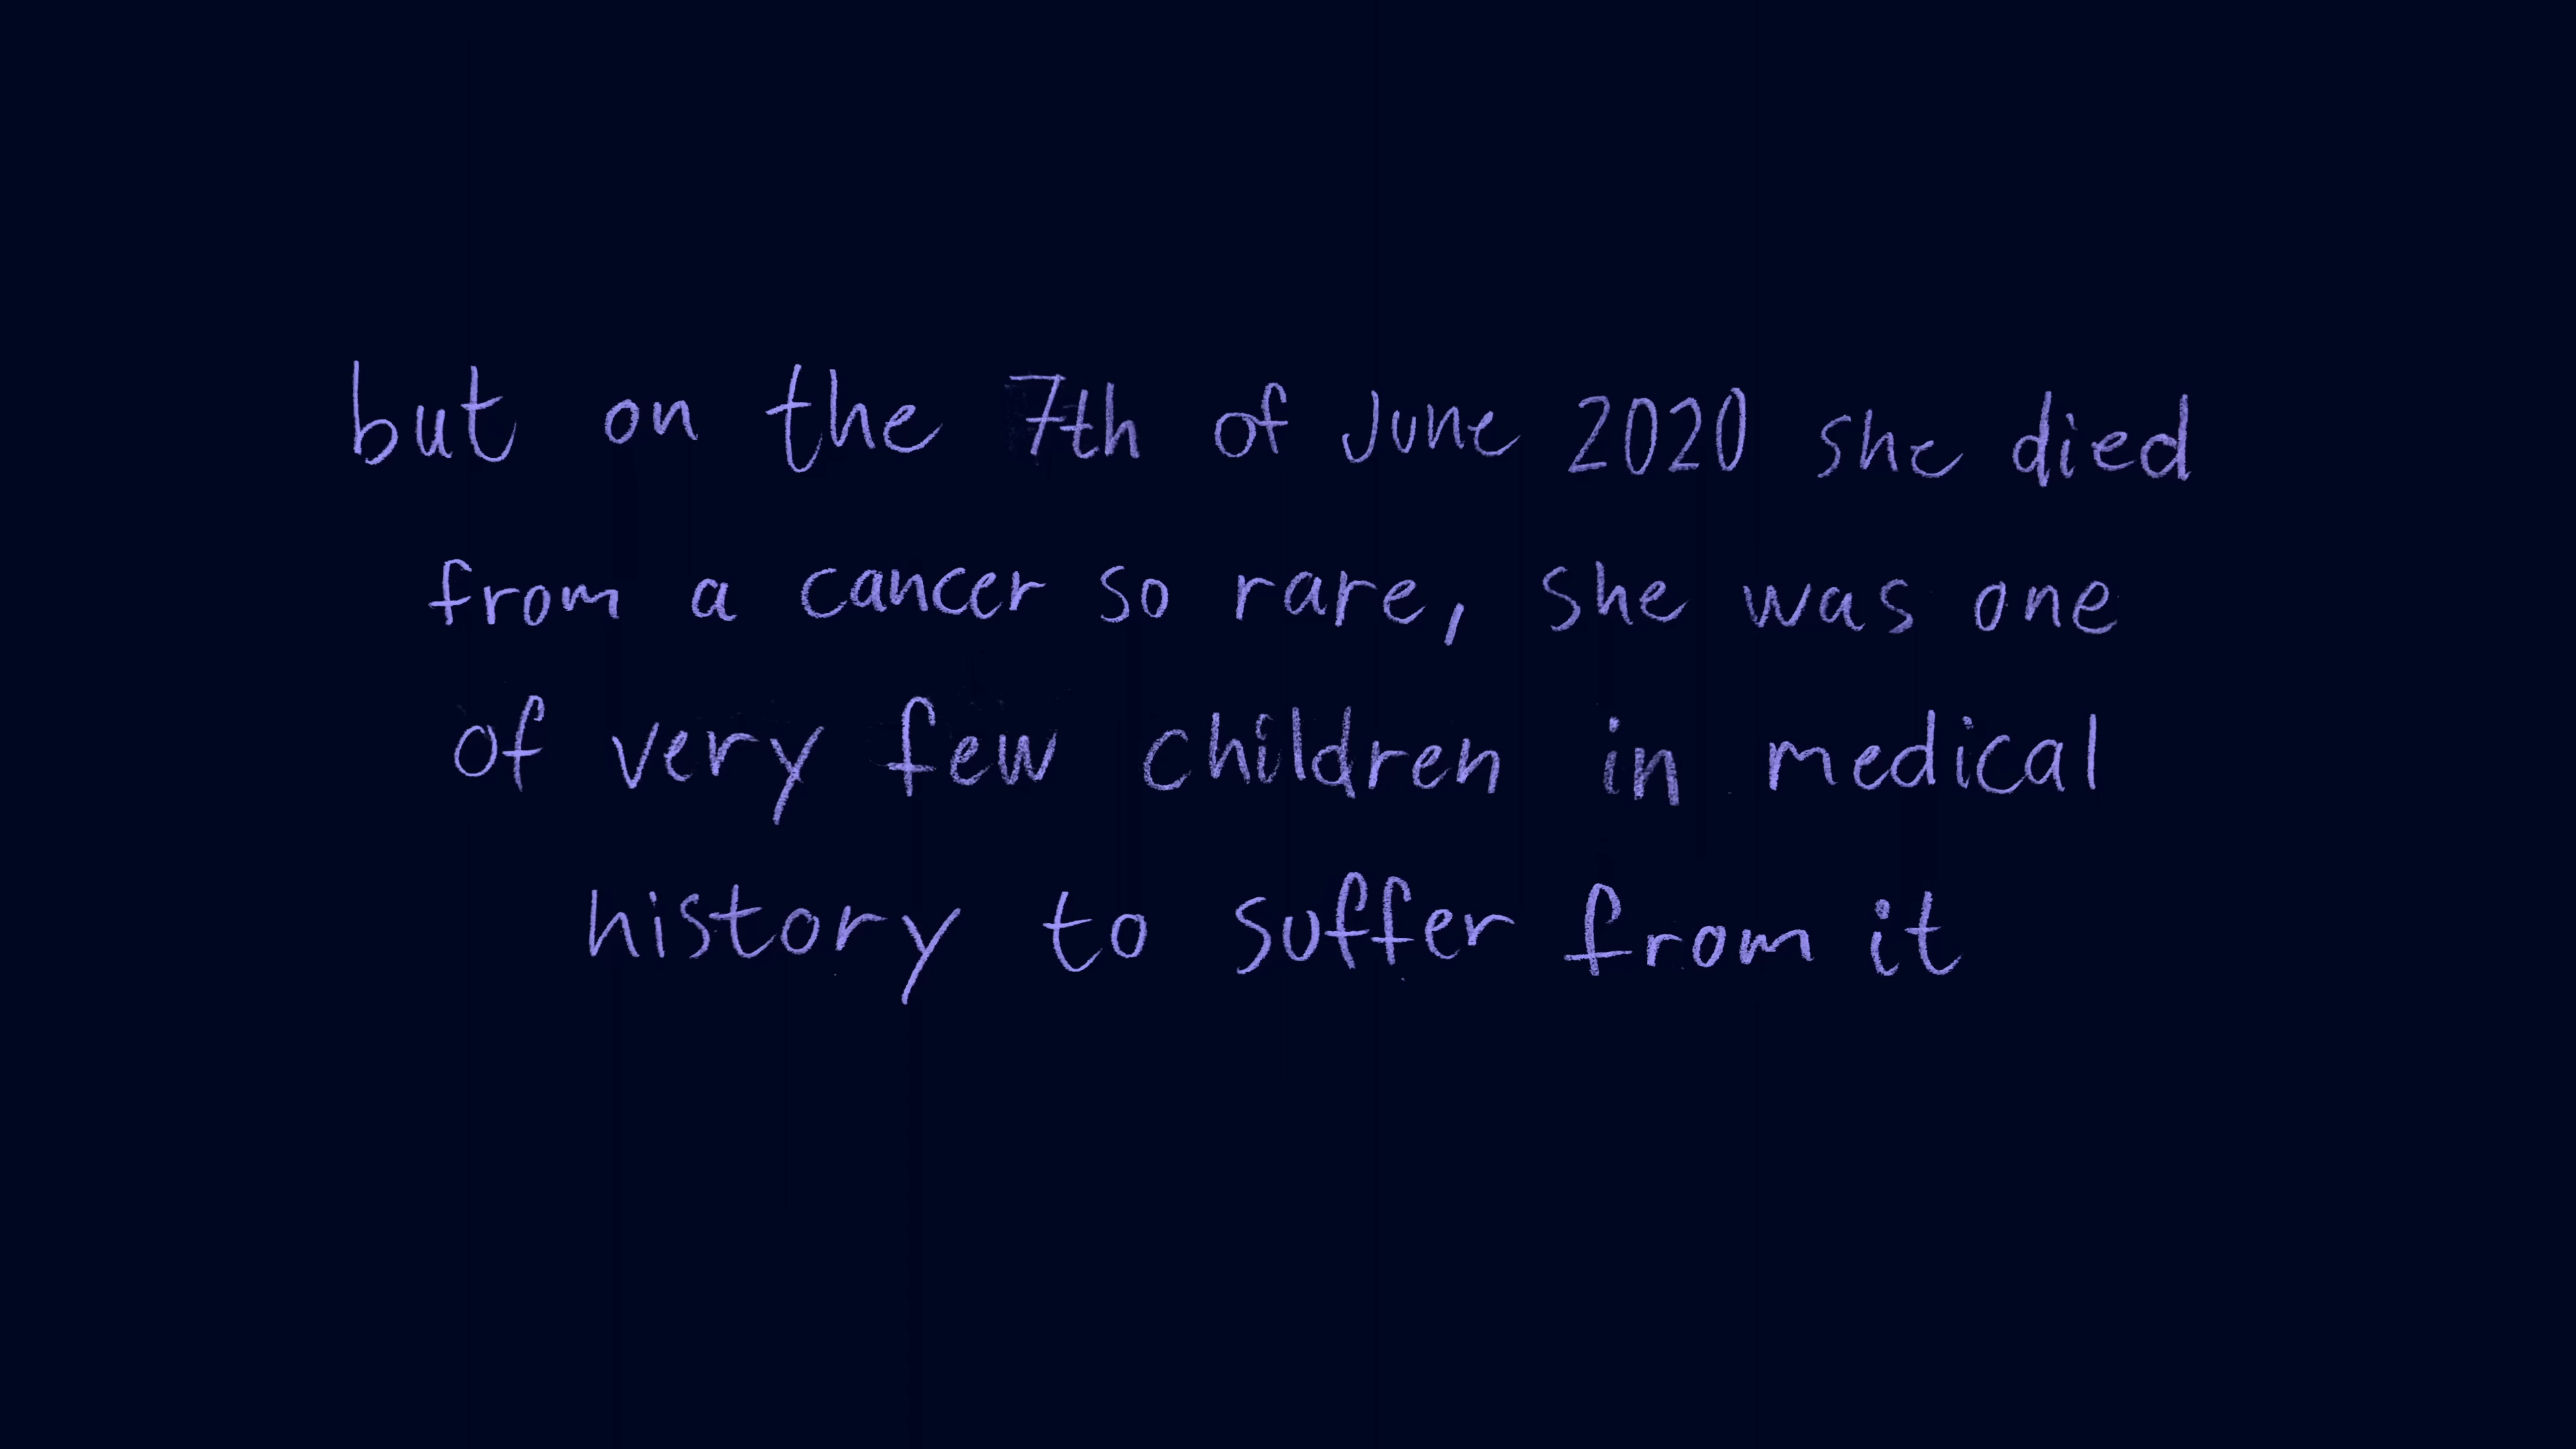 but on the 7th of June 2020 she died
from a cancer so rare, she was one
of very few children in medical
history to suffer from it